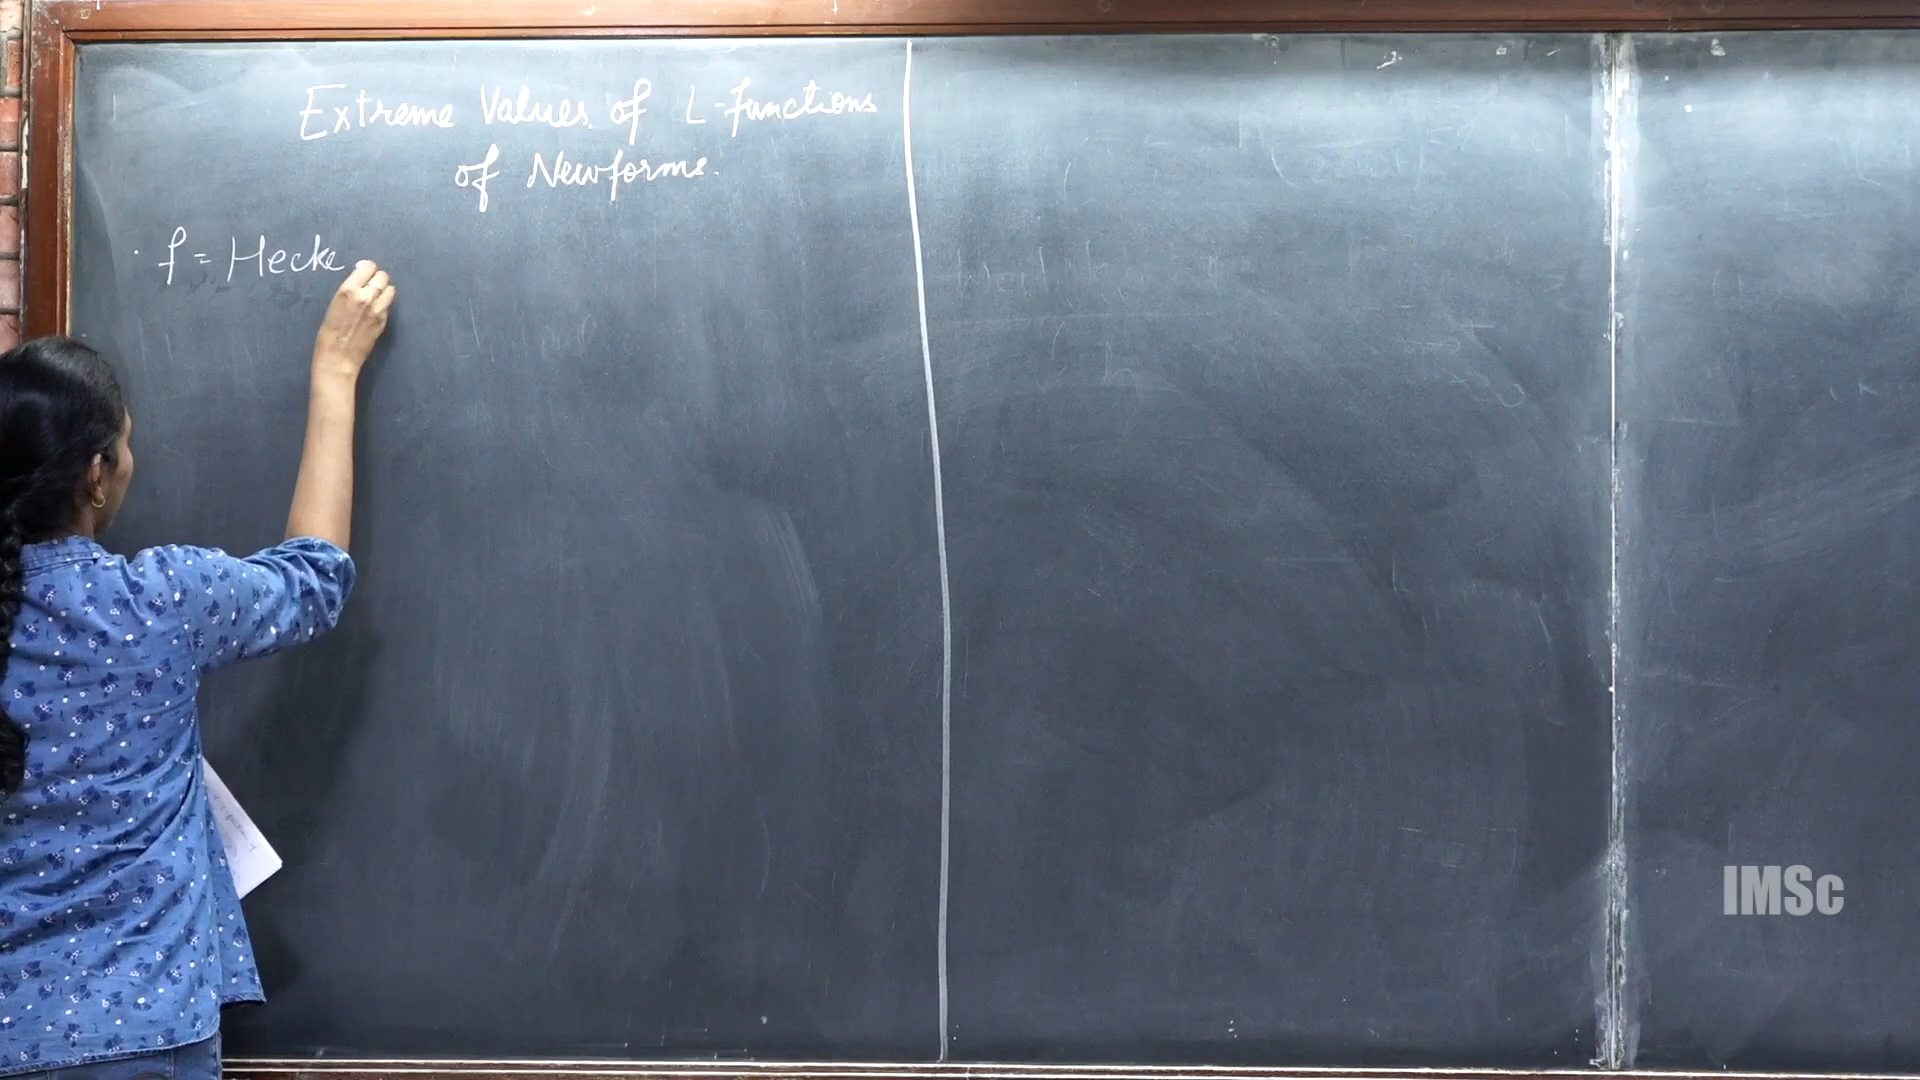 Extreme Values of L-functions
of Newforms.
· f = Hecke
IMSc